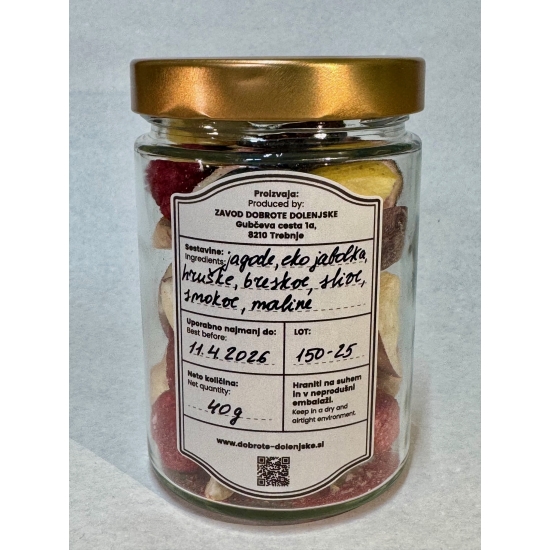 Proizvaja:
Produced by:
ZAVOD DOBROTE DOLENJSKE
Gubčeva cesta 1a,
8210 Trebnje
Sestavine:
Ingredients: jagode, eko jabolka,
hruške, breskve, slive,
smokve, maline
Uporabno najmanj do:
Best before:
11.4.2026
LOT:
150-25
Neto količina:
Net quantity:
40g
Hraniti na suhem
in v neprodušni
embalaži.
Keep in a dry and
airtight environment.
www.dobrote-dolenjske.si